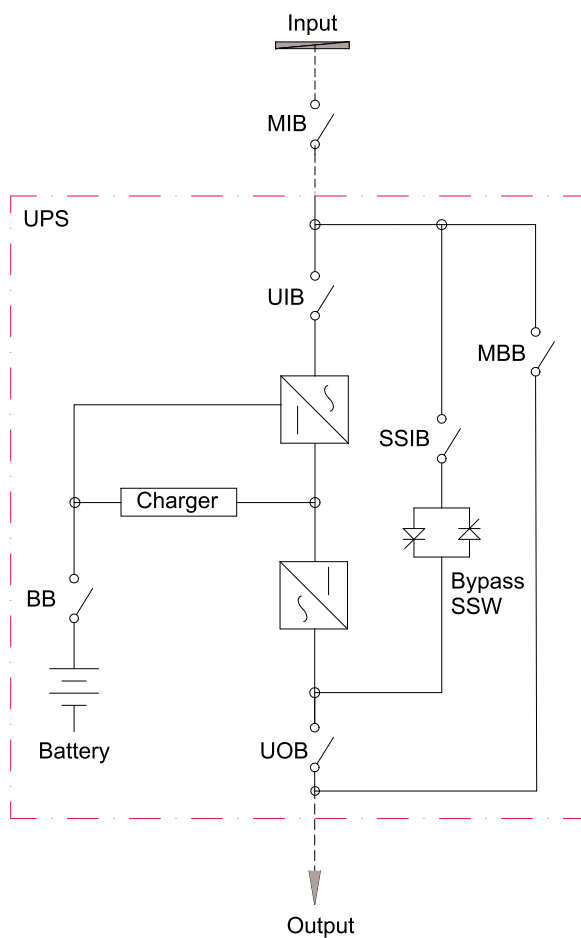 Input
MIB
UPS
UIB
MBB
SSIB
Charger
Bypass
SSW
BB
Battery
UOB
Output